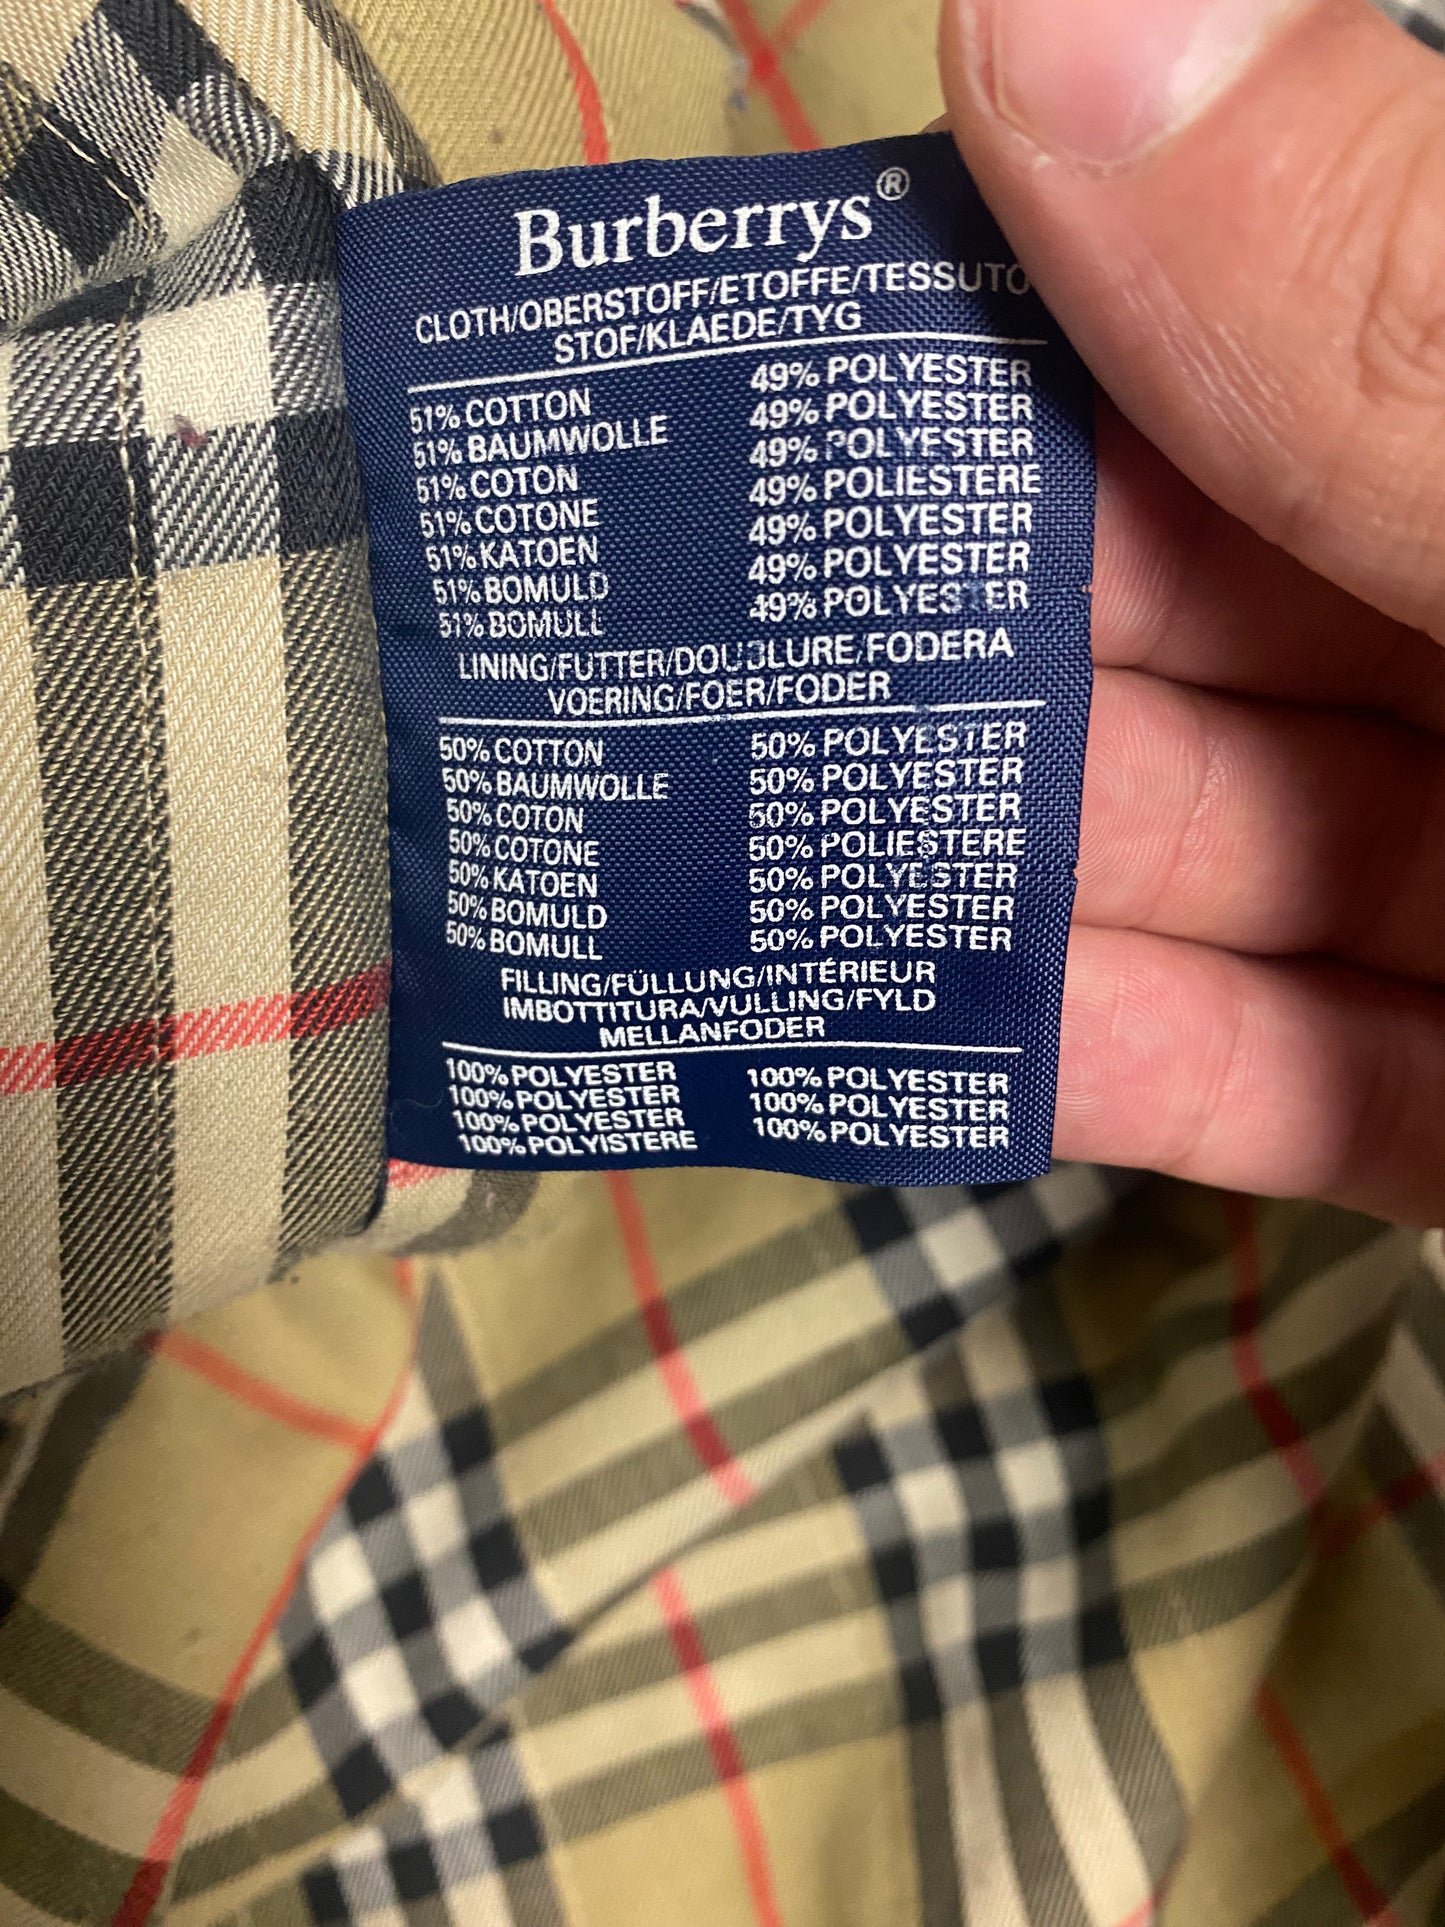 Burberrys®
CLOTH/OBERSTOFF/ETOFFE/TESSUTO
STOF/KLAEDE/TYG
51% COTTON 49% POLYESTER
51% BAUMWOLLE 49% POLYESTER
51% COTON 49% POLYESTER
51% COTONE 49% POLIESTERE
51% KATOEN 49% POLYESTER
51% BOMULD 49% POLYESTER
51% BOMULL 49% POLYESTER
LINING/FUTTER/DOUBLURE/FODERA
VOERING/FOER/FODER
50% COTTON 50% POLYESTER
50% BAUMWOLLE 50% POLYESTER
50% COTON 50% POLYESTER
50% COTONE 50% POLIESTERE
50% KATOEN 50% POLYESTER
50% BOMULD 50% POLYESTER
50% BOMULL 50% POLYESTER
FILLING/FÜLLUNG/INTÉRIEUR
IMBOTTITURA/VULLING/FYLD
MELLANFODER
100% POLYESTER 100% POLYESTER
100% POLYESTER 100% POLYESTER
100% POLYESTER 100% POLYESTER
100% POLYISTERE